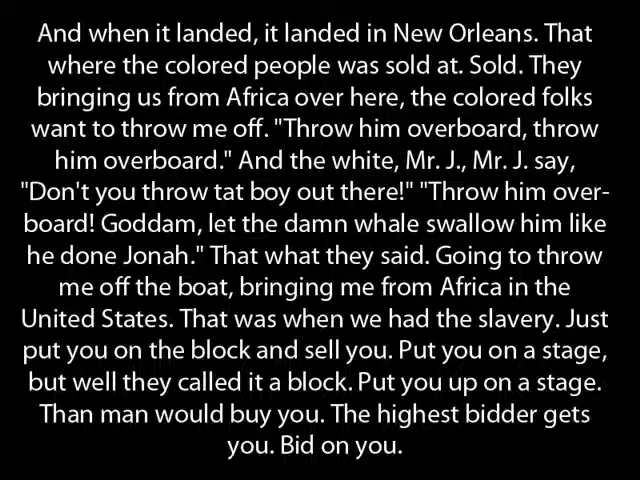 And when it landed, it landed in New Orleans. That
where the colored people was sold at. Sold. They
bringing us from Africa over here, the colored folks
want to throw me off. "Throw him overboard, throw
him overboard." And the white, Mr. J., Mr. J. say,
"Don't you throw tat boy out there!" "Throw him over-
board! Goddam, let the damn whale swallow him like
he done Jonah." That what they said. Going to throw
me off the boat, bringing me from Africa in the
United States. That was when we had the slavery. Just
put you on the block and sell you. Put you on a stage,
but well they called it a block. Put you up on a stage.
Than man would buy you. The highest bidder gets
you. Bid on you.